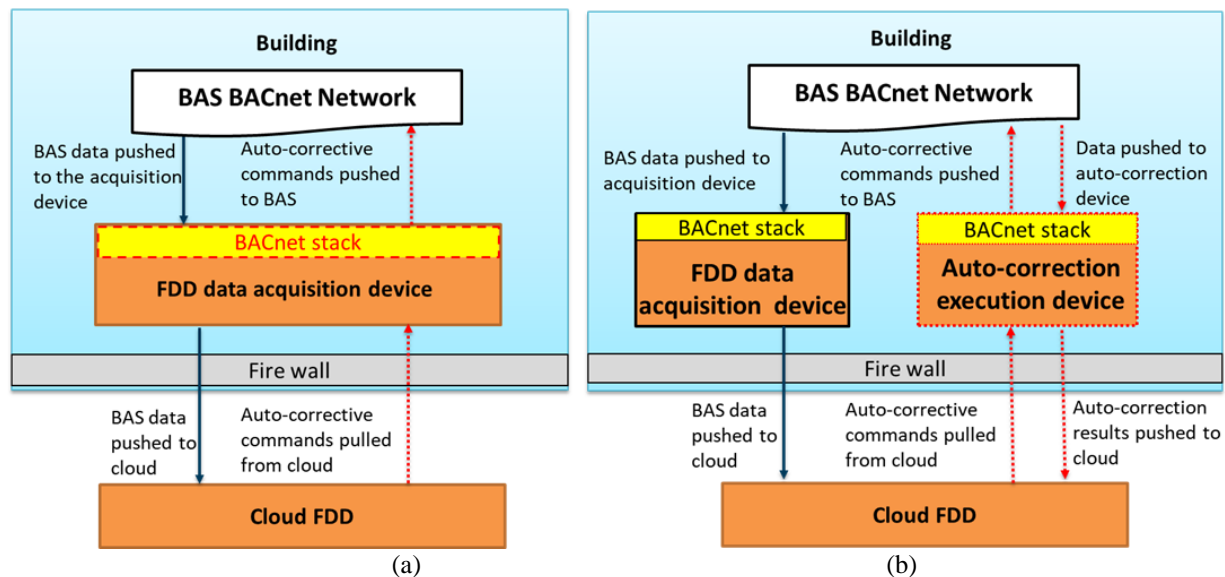 Building
BAS BACnet Network
BAS data pushed
to the acquisition
device
Auto-corrective
commands pushed
to BAS
BACnet stack
FDD data acquisition device
Fire wall
BAS data
pushed to
cloud
Auto-corrective
commands pulled
from cloud
Cloud FDD
(a)
Building
BAS BACnet Network
BAS data pushed to
acquisition device
Auto-corrective
commands pushed
to BAS
Data pushed to
auto-correction
device
BACnet stack
FDD data
acquisition device
BACnet stack
Auto-correction
execution device
Fire wall
BAS data
pushed to
cloud
Auto-corrective
commands pulled
from cloud
Auto-correction
results pushed to
cloud
Cloud FDD
(b)